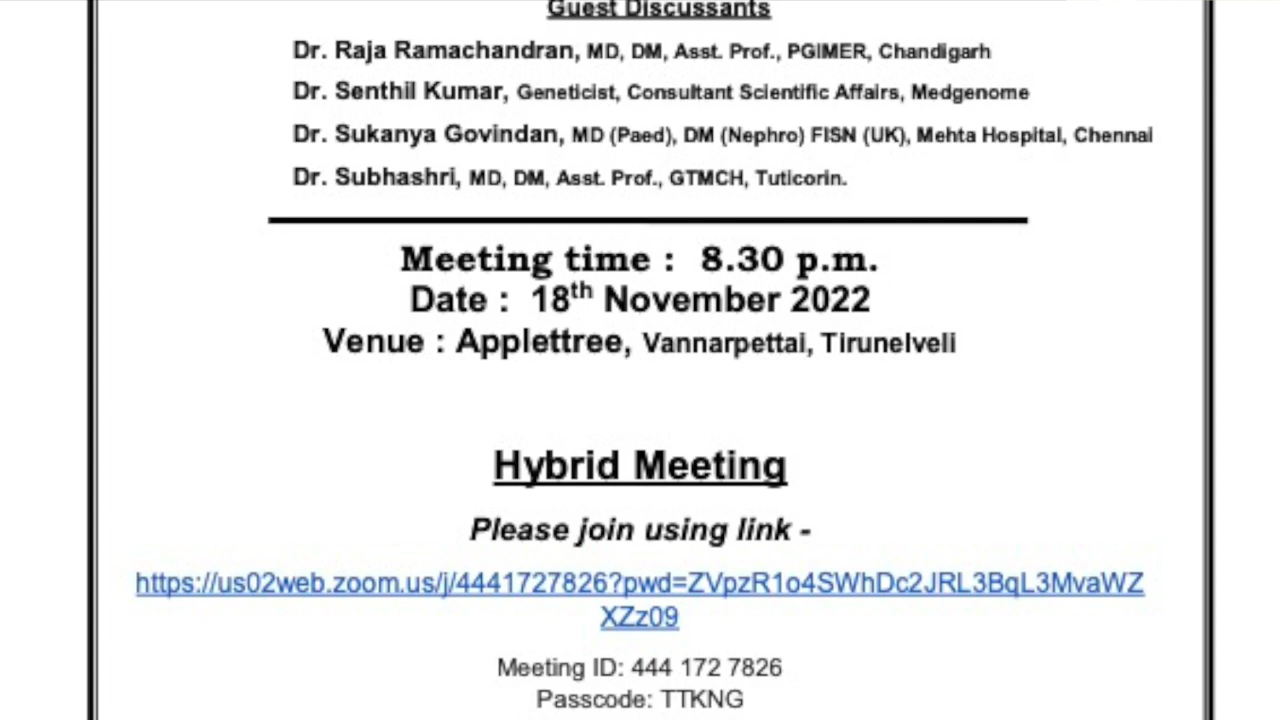 Guest Discussants
Dr. Raja Ramachandran, MD, DM, Asst. Prof., PGIMER, Chandigarh
Dr. Senthil Kumar, Geneticist, Consultant Scientific Affairs, Medgenome
Dr. Sukanya Govindan, MD (Paed), DM (Nephro) FISN (UK), Mehta Hospital, Chennai
Dr. Subhashri, MD, DM, Asst. Prof., GTMCH, Tuticorin.
Meeting time : 8.30 p.m.
Date : 18th November 2022
Venue : Applettree, Vannarpettai, Tirunelveli
Hybrid Meeting
Please join using link -
https://us02web.zoom.us/j/4441727826?pwd=ZVpzR1o4SWhDc2JRL3BqL3MvaWZ
XZz09
Meeting ID: 444 172 7826
Passcode: TTKNG